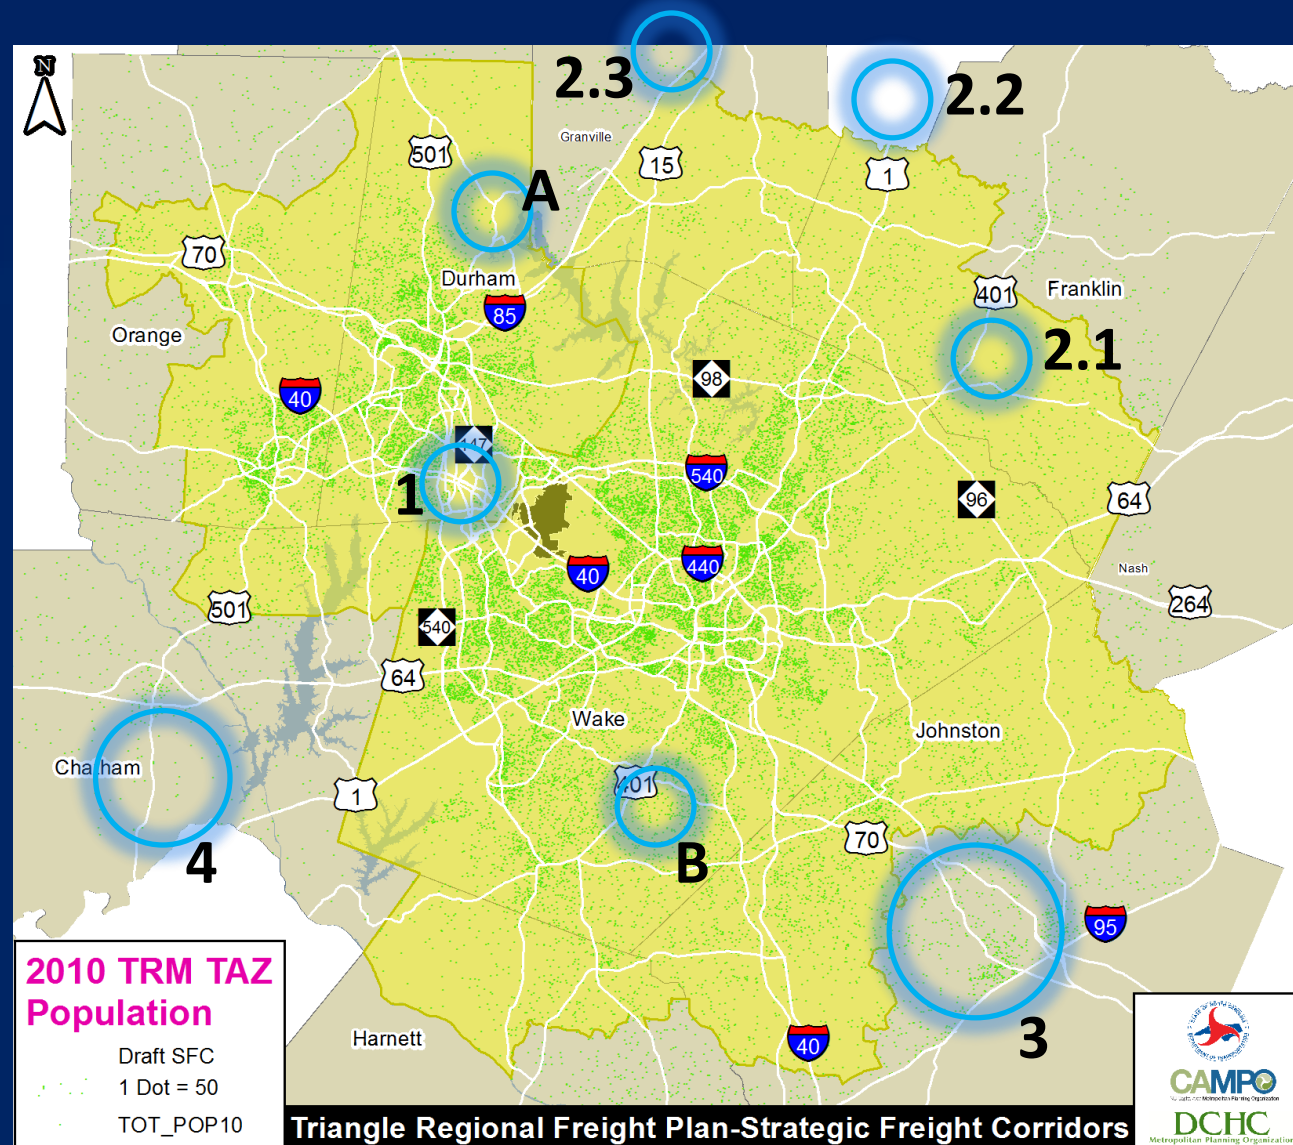 N
2.3
2.2
Granville
501
15
1
A
70
Durham
85
401
Franklin
Orange
2.1
98
40
147
1
540
96
64
40
440
Nash
501
264
540
64
Wake
Johnston
Chatham
1
401
70
4
B
95
3
Harnett
40
2010 TRM TAZ
Population
Draft SFC
1 Dot = 50
TOT_POP10
Triangle Regional Freight Plan-Strategic Freight Corridors
CAMPO
DCHC
Metropolitan Planning Organization